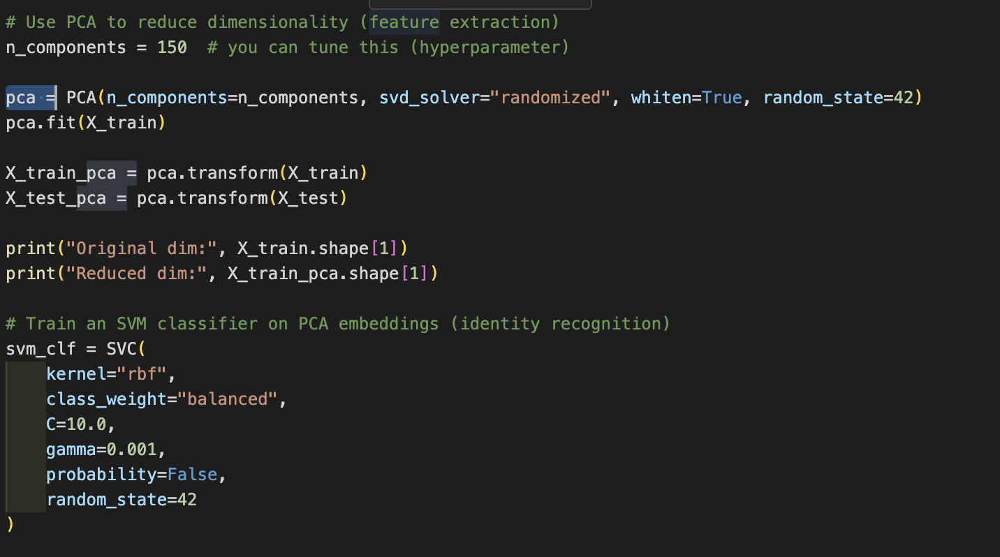 # Use PCA to reduce dimensionality (feature extraction)
n_components = 150  # you can tune this (hyperparameter)
pca = PCA(n_components=n_components, svd_solver="randomized", whiten=True, random_state=42)
pca.fit(X_train)
X_train_pca = pca.transform(X_train)
X_test_pca = pca.transform(X_test)
print("Original dim:", X_train.shape[1])
print("Reduced dim:", X_train_pca.shape[1])
# Train an SVM classifier on PCA embeddings (identity recognition)
svm_clf = SVC(
    kernel="rbf",
    class_weight="balanced",
    C=10.0,
    gamma=0.001,
    probability=False,
    random_state=42
)